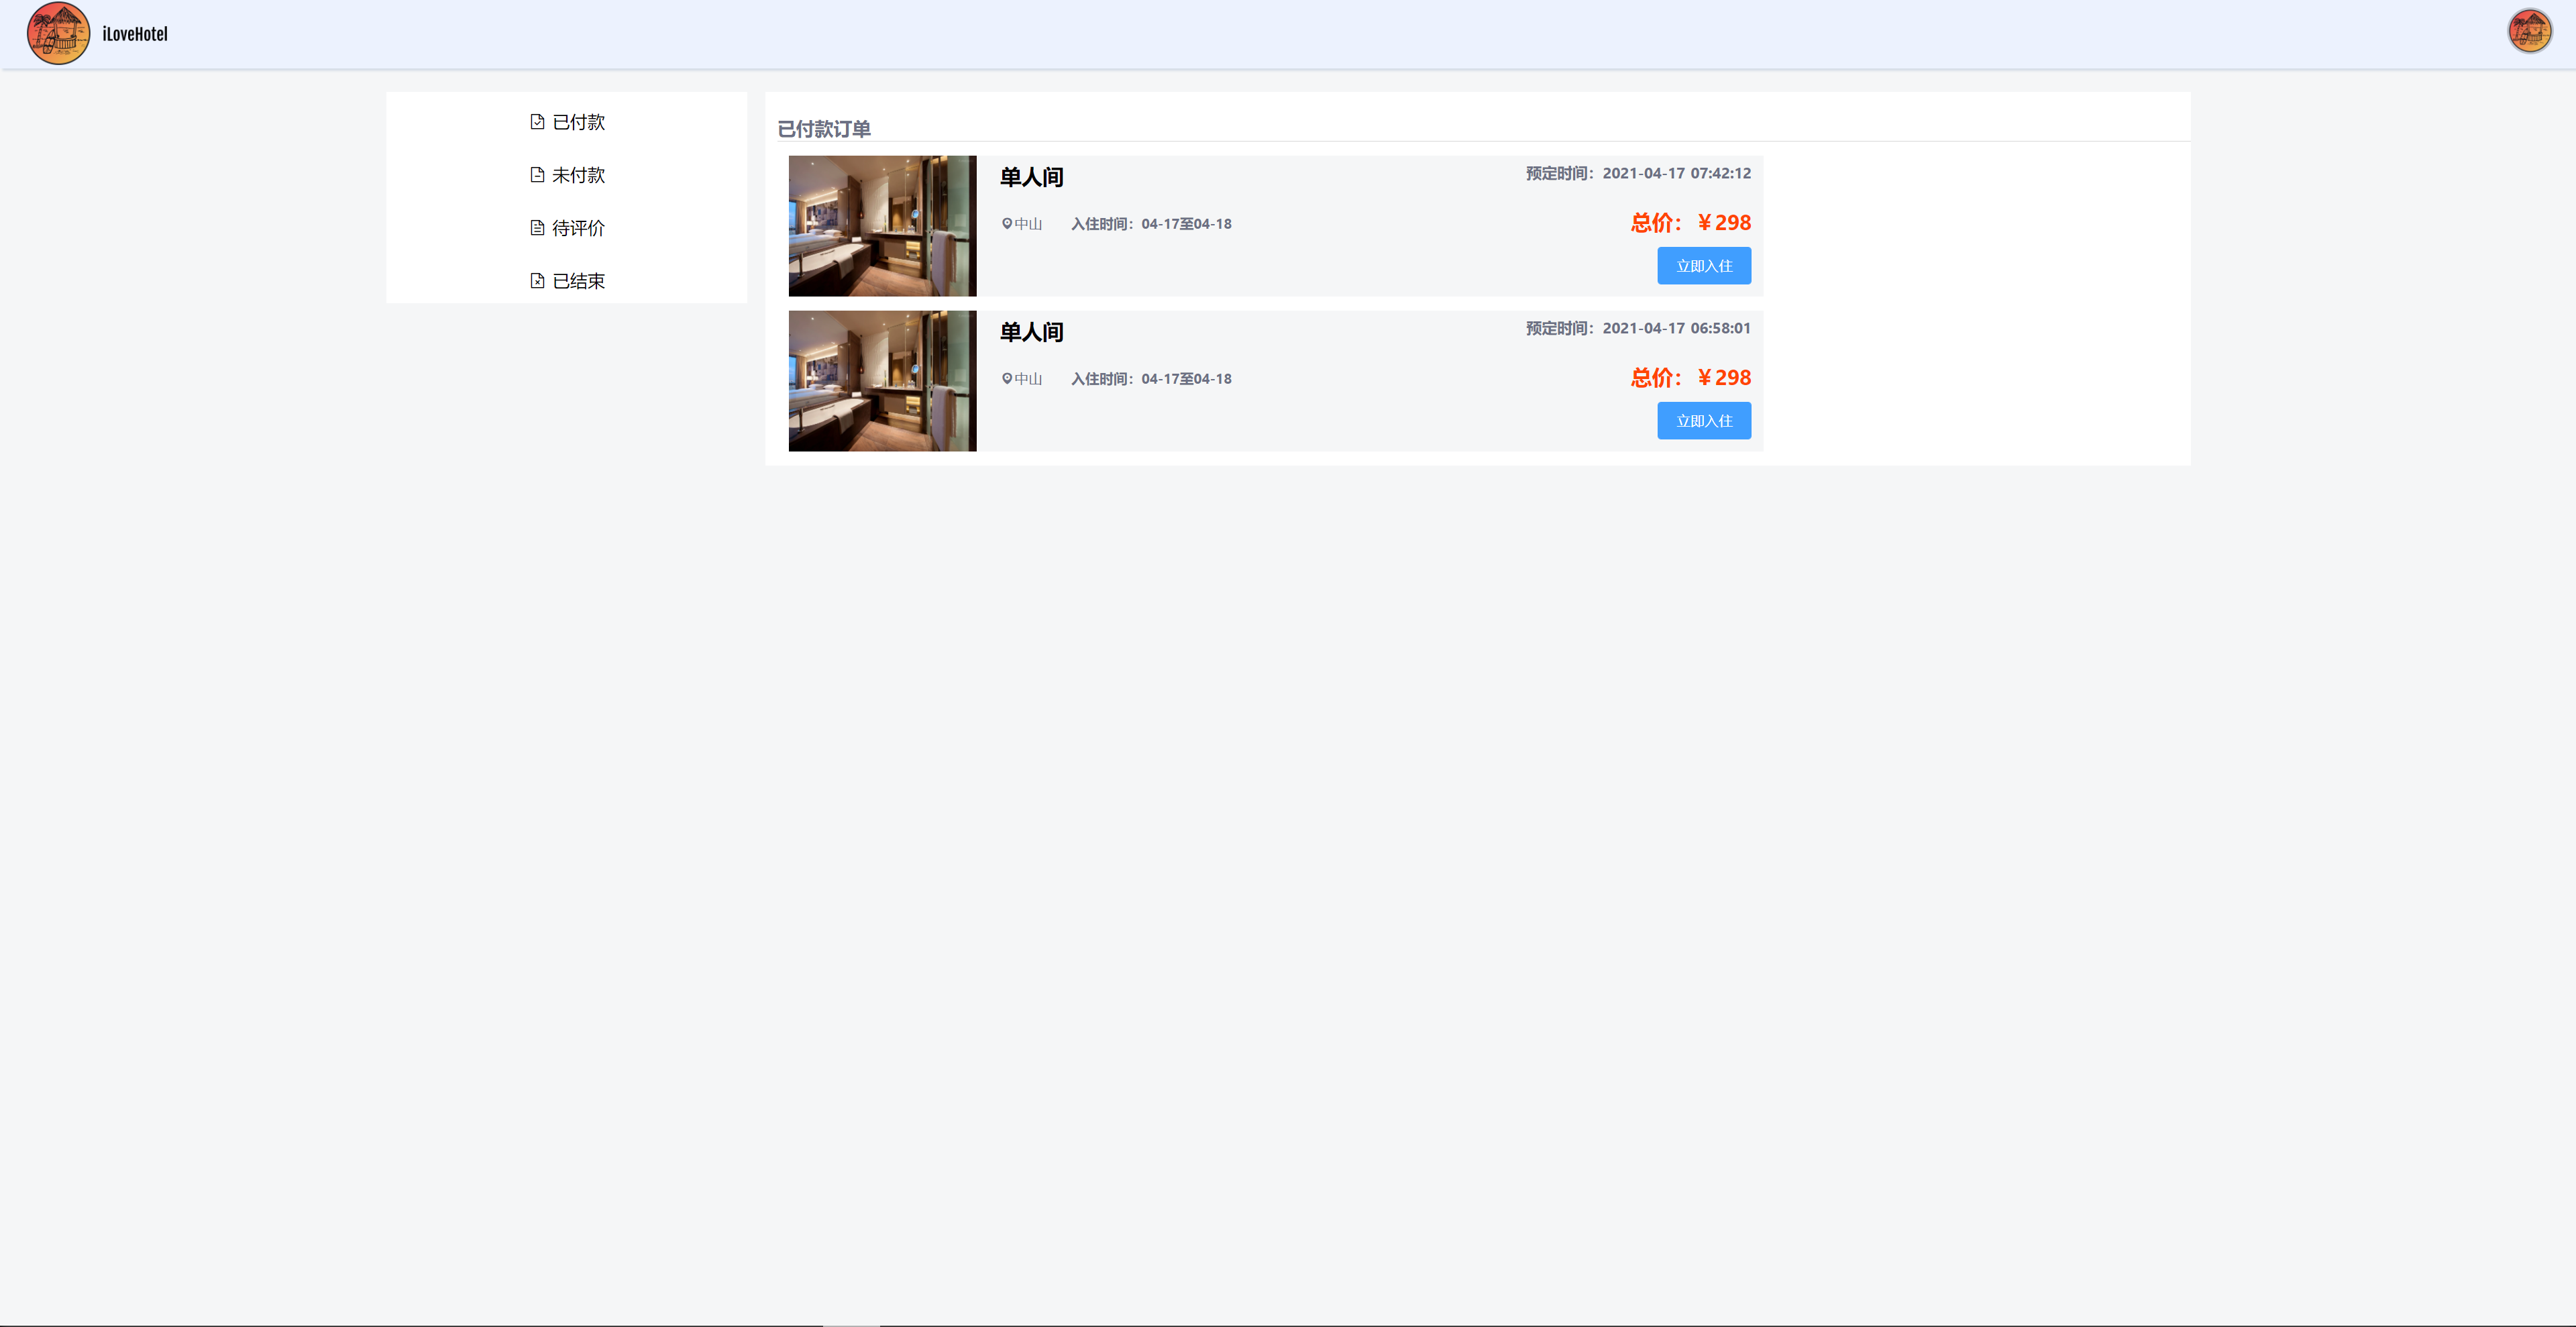 iLoveHotel
已付款
未付款
待评价
已结束
已付款订单
单人间
预定时间：2021-04-17 07:42:12
中山 入住时间：04-17至04-18
总价：￥298
立即入住
单人间
预定时间：2021-04-17 06:58:01
中山 入住时间：04-17至04-18
总价：￥298
立即入住